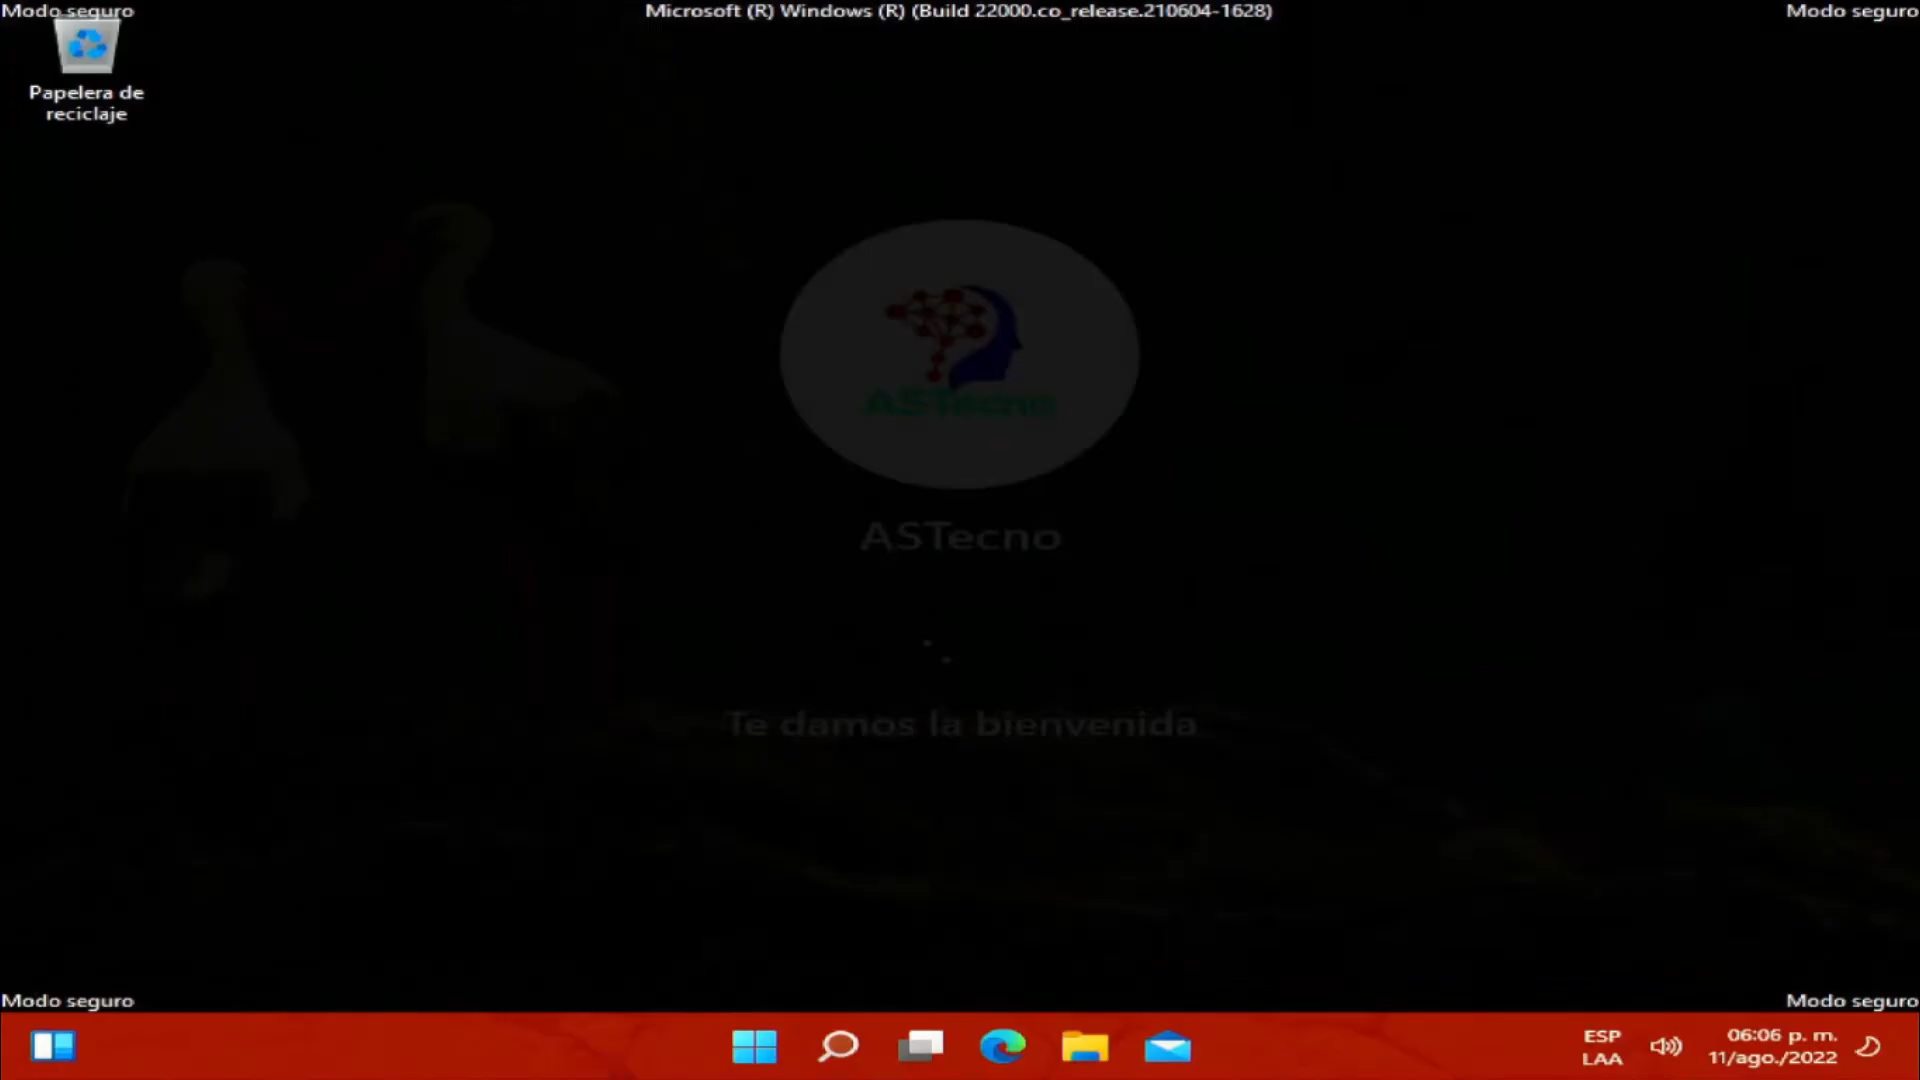 Modo seguro
Microsoft (R) Windows (R) (Build 22000.co_release.210604-1628)
Modo seguro
Papelera de
reciclaje
ASTecno
ASTecno
Te damos la bienvenida
Modo seguro
Modo seguro
ESP
LAA
06:06 p. m.
11/ago./2022